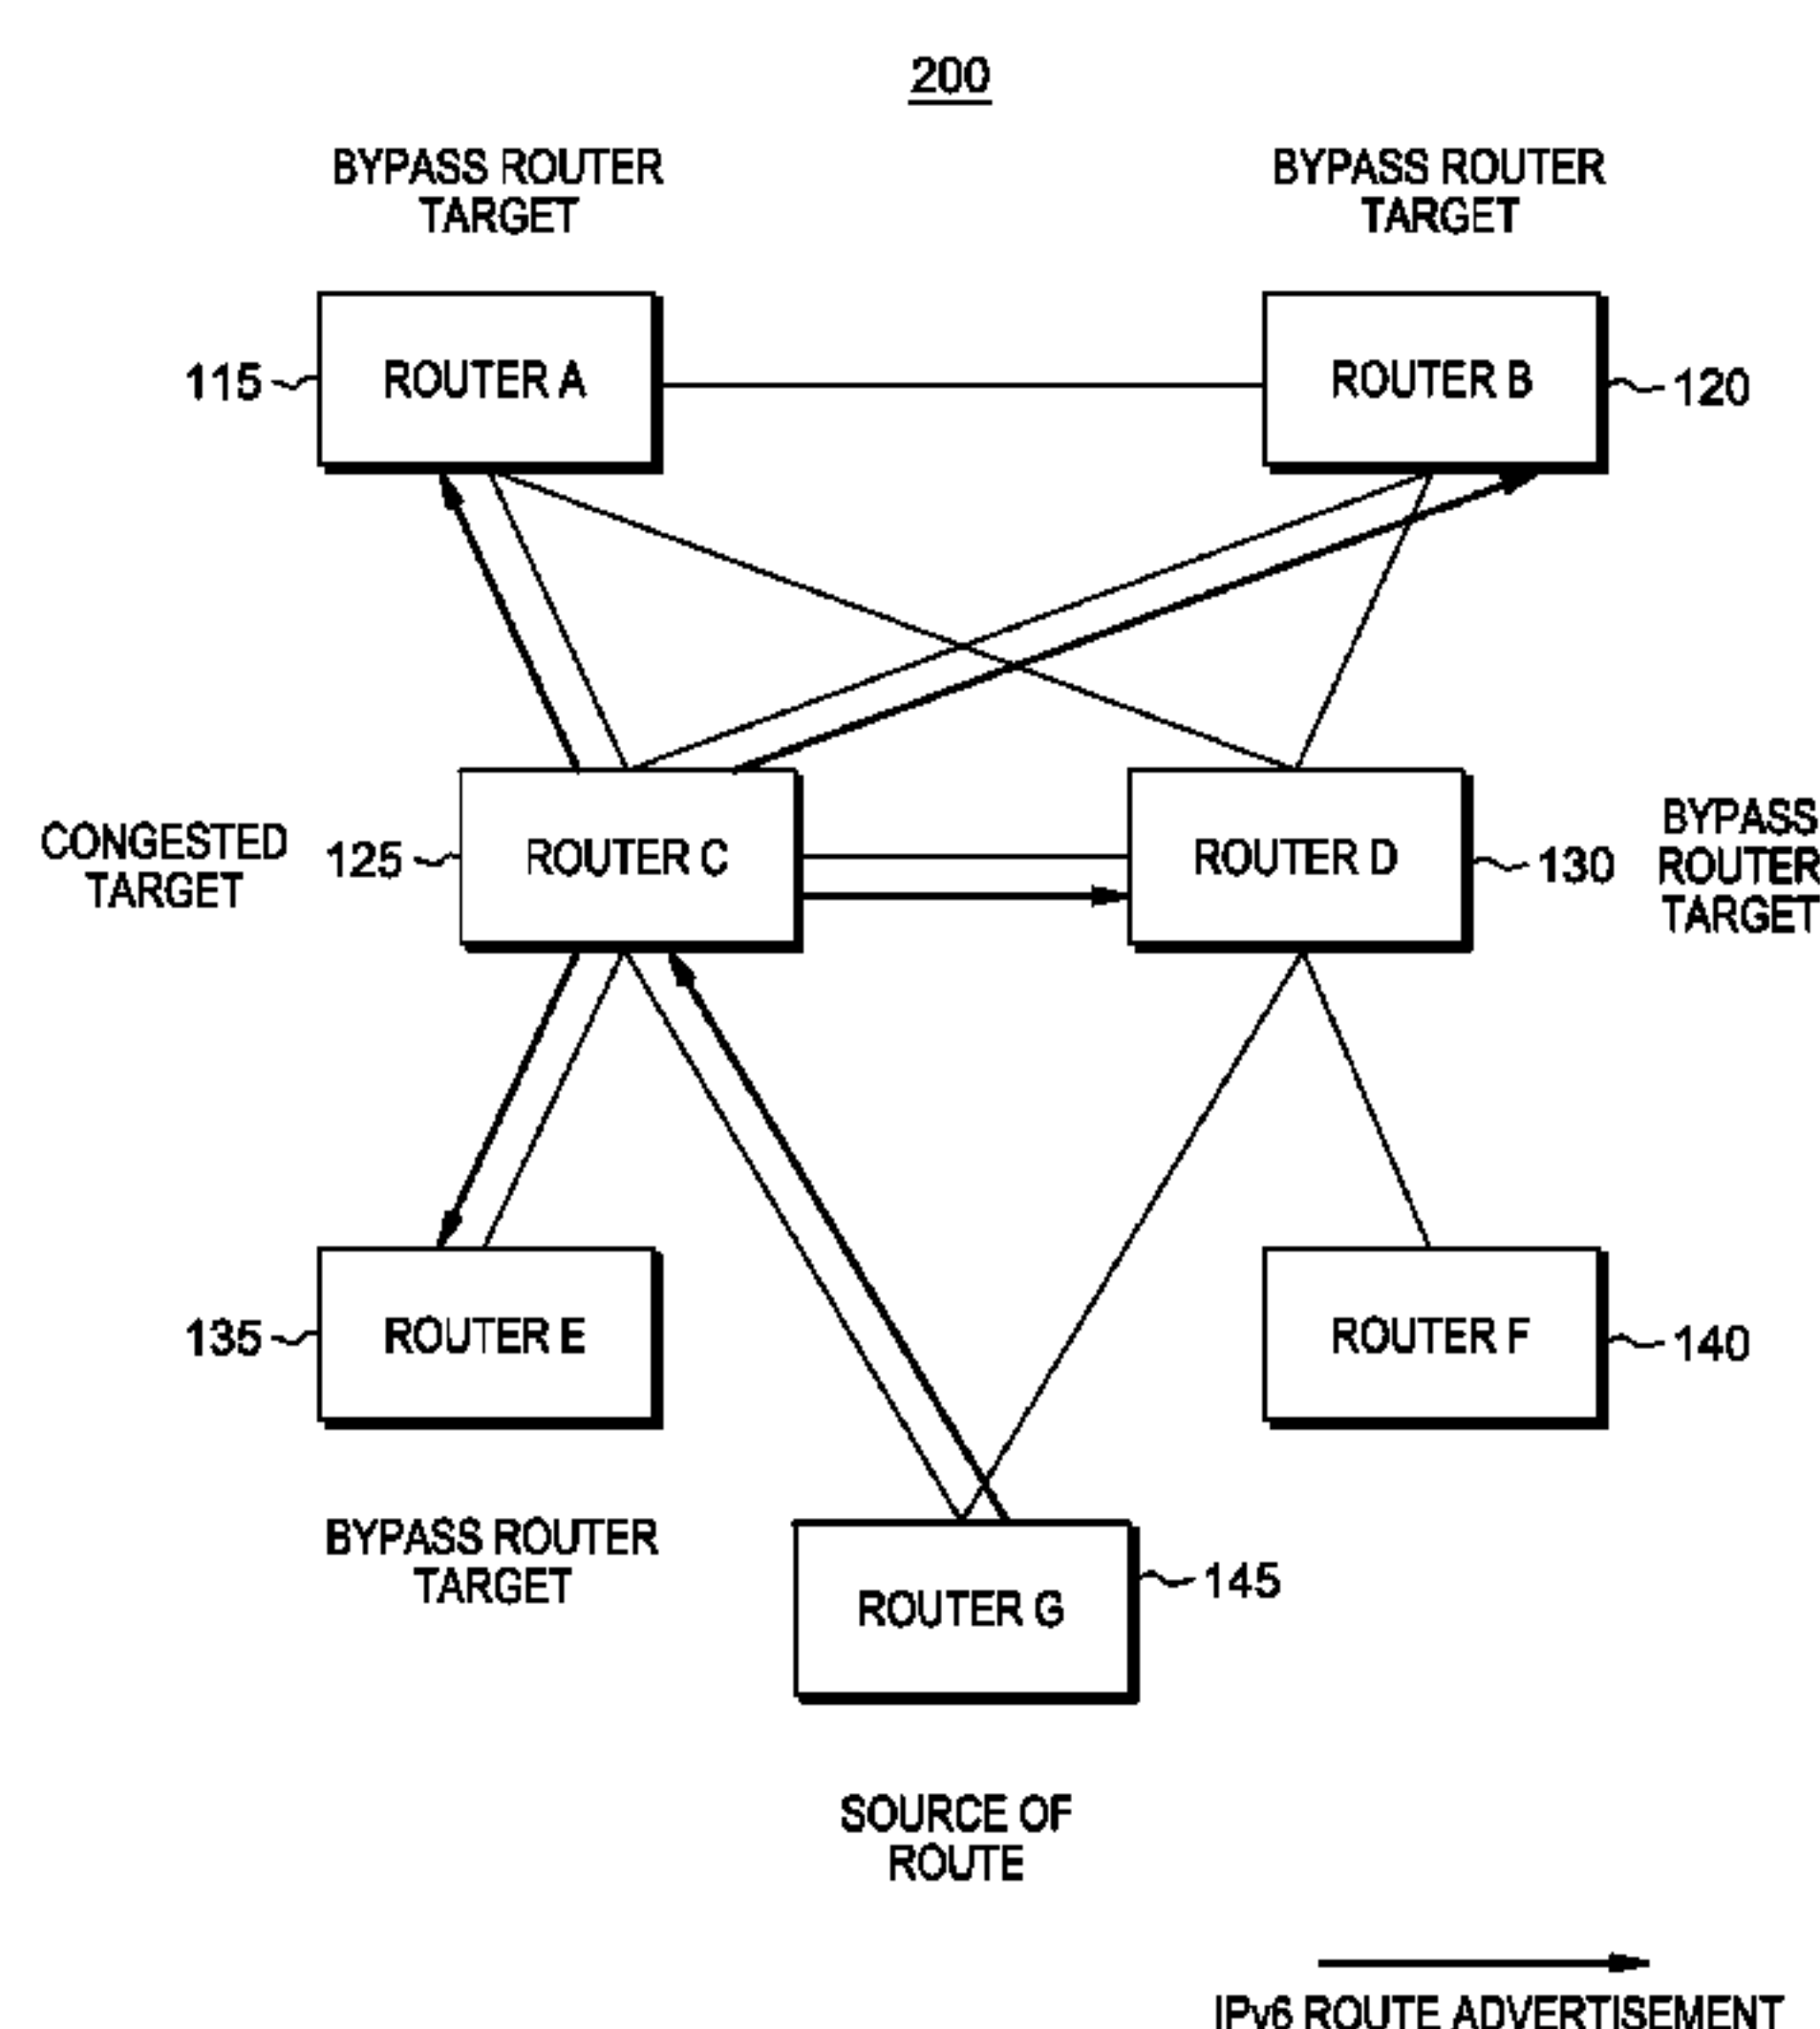 200
BYPASS ROUTER
TARGET
BYPASS ROUTER
TARGET
115
ROUTER A
ROUTER B
120
CONGESTED
TARGET
125
ROUTER C
ROUTER D
130
BYPASS
ROUTER
TARGET
135
ROUTER E
ROUTER F
140
BYPASS ROUTER
TARGET
ROUTER G
145
SOURCE OF
ROUTE
IPv6 ROUTE ADVERTISEMENT